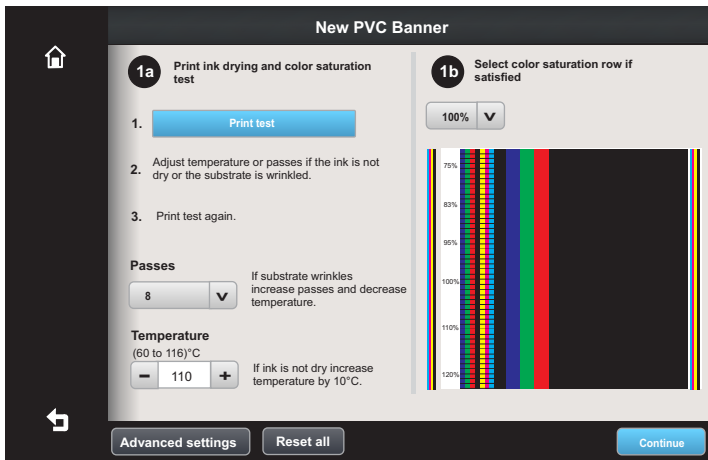 New PVC Banner
1a
Print ink drying and color saturation
test
1.
Print test
2.
Adjust temperature or passes if the ink is not
dry or the substrate is wrinkled.
3.
Print test again.
Passes
8
If substrate wrinkles
increase passes and decrease
temperature.
Temperature
(60 to 116)°C
110
If ink is not dry increase
temperature by 10°C.
1b
Select color saturation row if
satisfied
100%
75%
83%
95%
100%
110%
120%
Advanced settings
Reset all
Continue